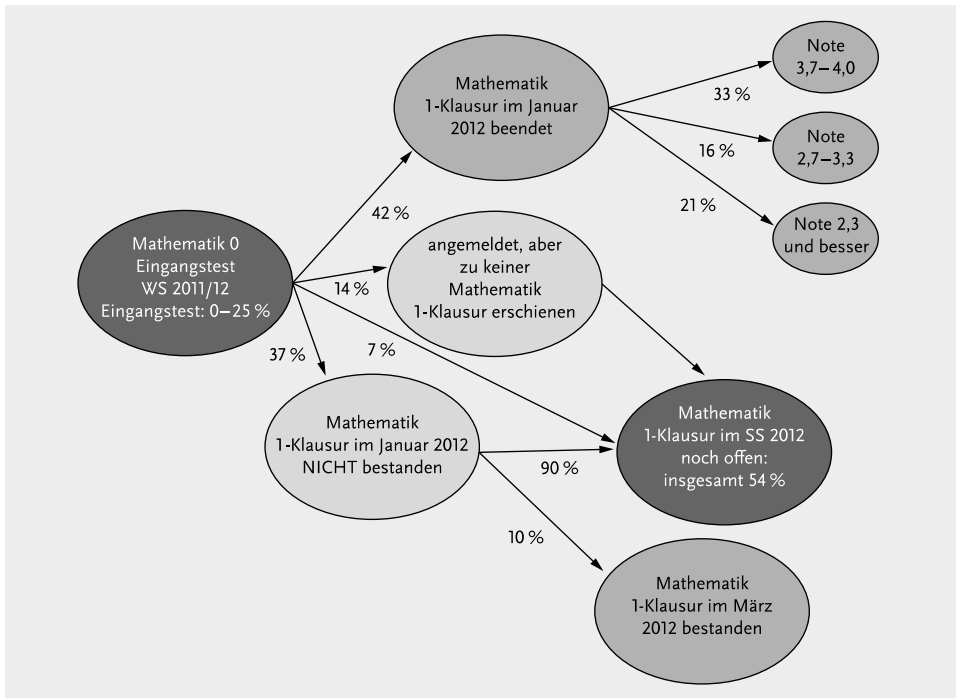 Note
3,7–4,0
Mathematik
1-Klausur im Januar
2012 beendet
33 %
Note
2,7–3,3
16 %
21 %
Note 2,3
und besser
42 %
Mathematik 0
Eingangstest
WS 2011/12
Eingangstest: 0–25 %
angemeldet, aber
zu keiner
Mathematik
1-Klausur erschienen
14 %
37 %
7 %
Mathematik
1-Klausur im Januar 2012
NICHT bestanden
Mathematik
1-Klausur im SS 2012
noch offen:
insgesamt 54 %
90 %
10 %
Mathematik
1-Klausur im März
2012 bestanden